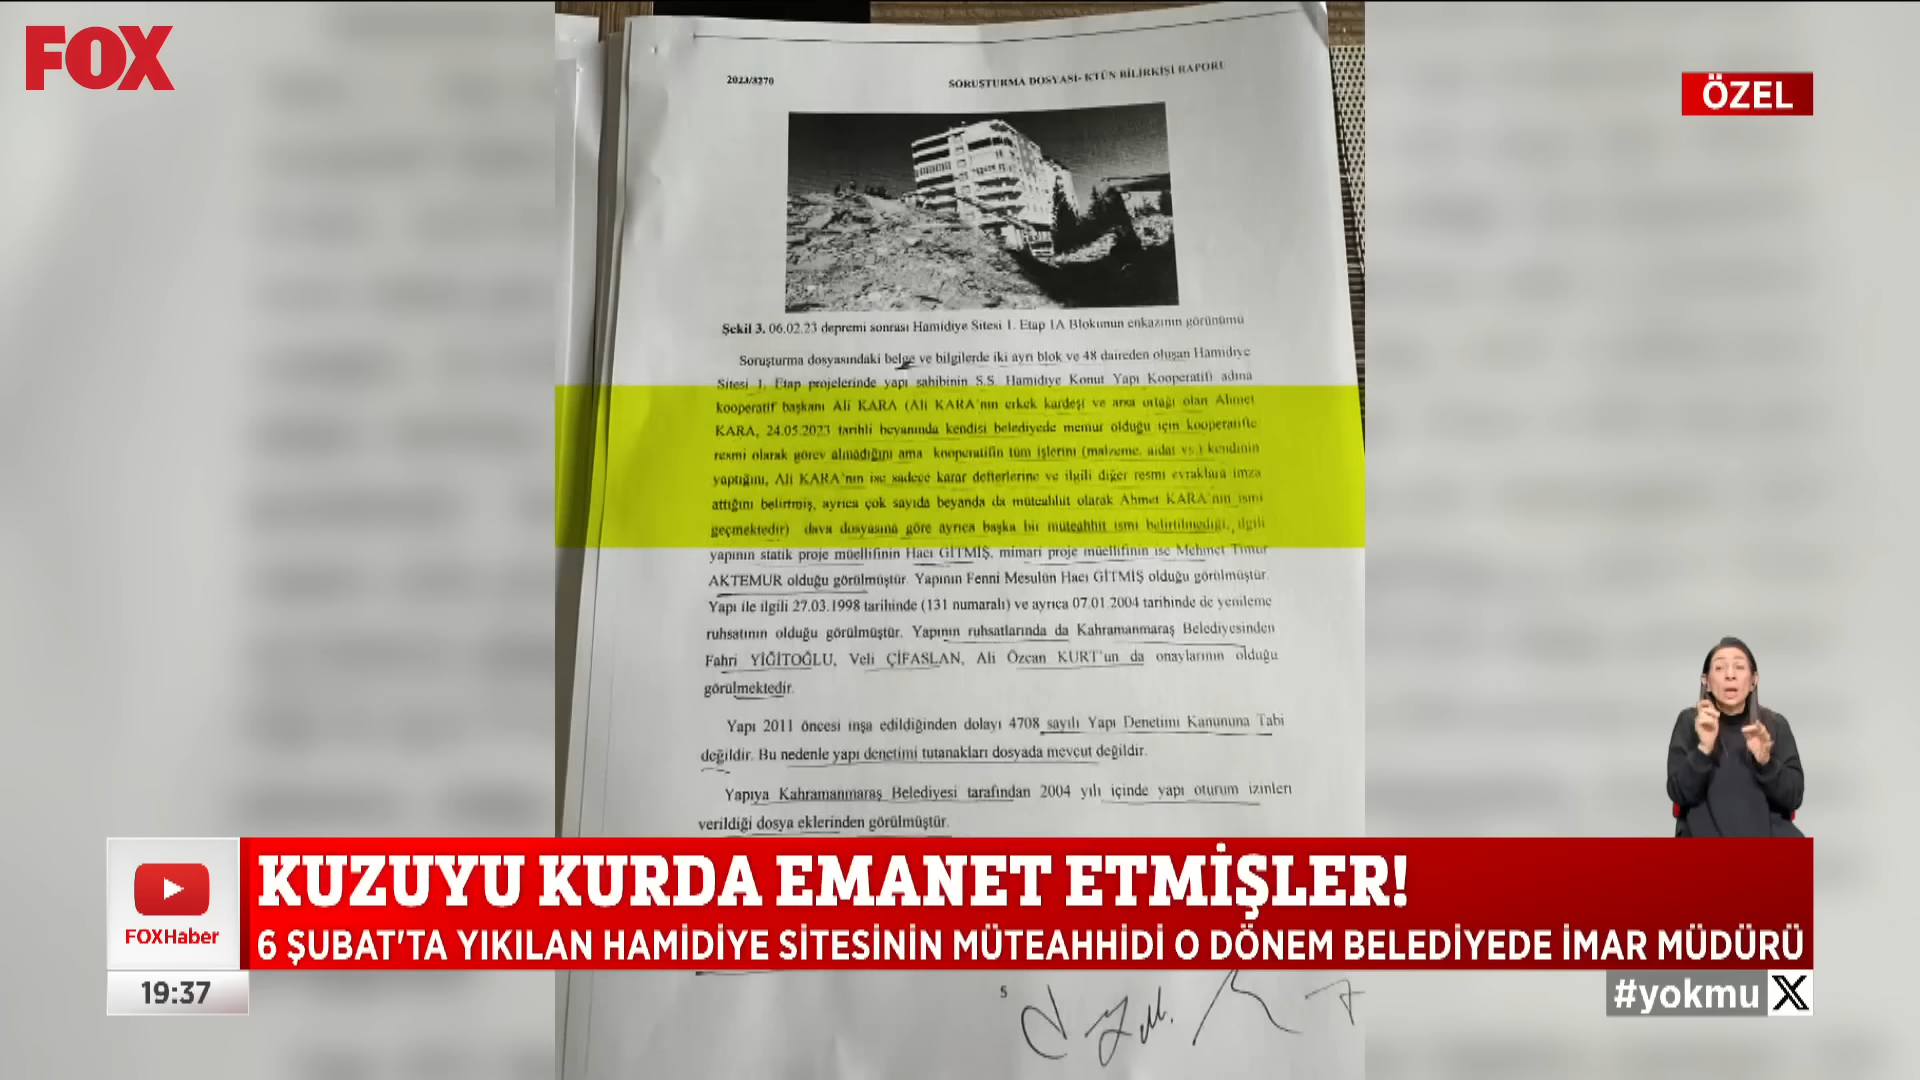 FOX
ÖZEL
2023/8270
SORUŞTURMA DOSYASI- KTÜN BİLİRKİŞİ RAPORU
Şekil 3. 06.02.23 depremi sonrası Hamidiye Sitesi 1. Etap 1A Blokunun enkazının görünümü
Soruşturma dosyasındaki belge ve bilgilerde iki ayrı blok ve 48 daireden oluşan Hamidiye
Sitesi 1. Etap projelerinde yapı sahibinin S.S. Hamidiye Konut Yapı Kooperatifi adına
kooperatif başkanı Ali KARA (Ali KARA'nın erkek kardeşi ve arsa ortağı olan Ahmet
KARA, 24.05.2023 tarihli beyanında kendisi belediyede memur olduğu için kooperatifte
resmi olarak görev almadığını ama kooperatifin tüm işlerini (malzeme, aidat vs.) kendinin
yaptığını, Ali KARA'nın ise sadece karar defterlerine ve ilgili diğer resmi evraklara imza
attığını belirtmiş, ayrıca çok sayıda beyanda da müteahhit olarak Ahmet KARA'nın ismi
geçmektedir) dava dosyasına göre ayrıca başka bir müteahhit ismi belirtilmediği, ilgili
yapının statik proje müellifinin Hacı GİTMİŞ, mimari proje müellifinin ise Mehmet Timur
AKTEMUR olduğu görülmüştür. Yapının Fenni Mesulün Hacı GİTMİŞ olduğu görülmüştür.
Yapı ile ilgili 27.03.1998 tarihinde (131 numaralı) ve ayrıca 07.01.2004 tarihinde de yenileme
ruhsatının olduğu görülmüştür. Yapının ruhsatlarında da Kahramanmaraş Belediyesinden
Fahri YİĞİTOĞLU, Veli ÇİFASLAN, Ali Özcan KURT'un da onaylarının olduğu
görülmektedir.
Yapı 2011 öncesi inşa edildiğinden dolayı 4708 sayılı Yapı Denetimi Kanununa Tabi
değildir. Bu nedenle yapı denetimi tutanakları dosyada mevcut değildir.
Yapıya Kahramanmaraş Belediyesi tarafından 2004 yılı içinde yapı oturum izinleri
verildiği dosya eklerinden görülmüştür.
KUZUYU KURDA EMANET ETMİŞLER!
FOXHaber
6 ŞUBAT'TA YIKILAN HAMİDİYE SİTESİNİN MÜTEAHHİDİ O DÖNEM BELEDİYEDE İMAR MÜDÜRÜ
19:37
5
#yokmu X